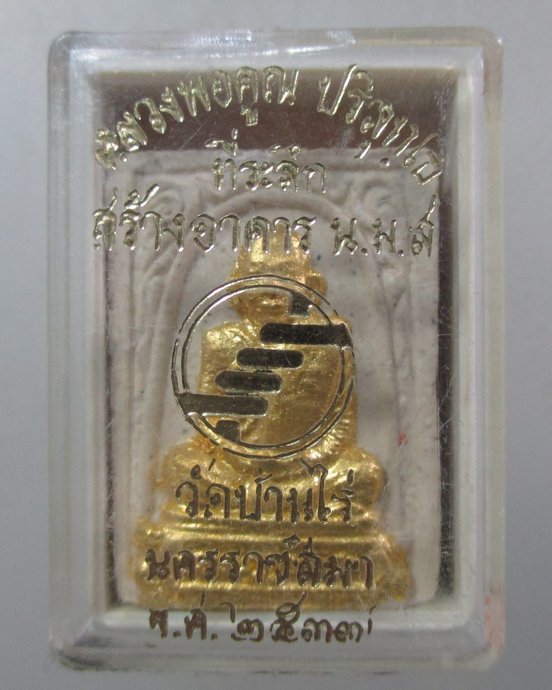 หลวงพ่อคูณ ปริสุทฺโธ
ที่ระลึก
สร้างอาคาร น.ม.ส
วัดบ้านไร่
นครราชสีมา
๒๕๓๗